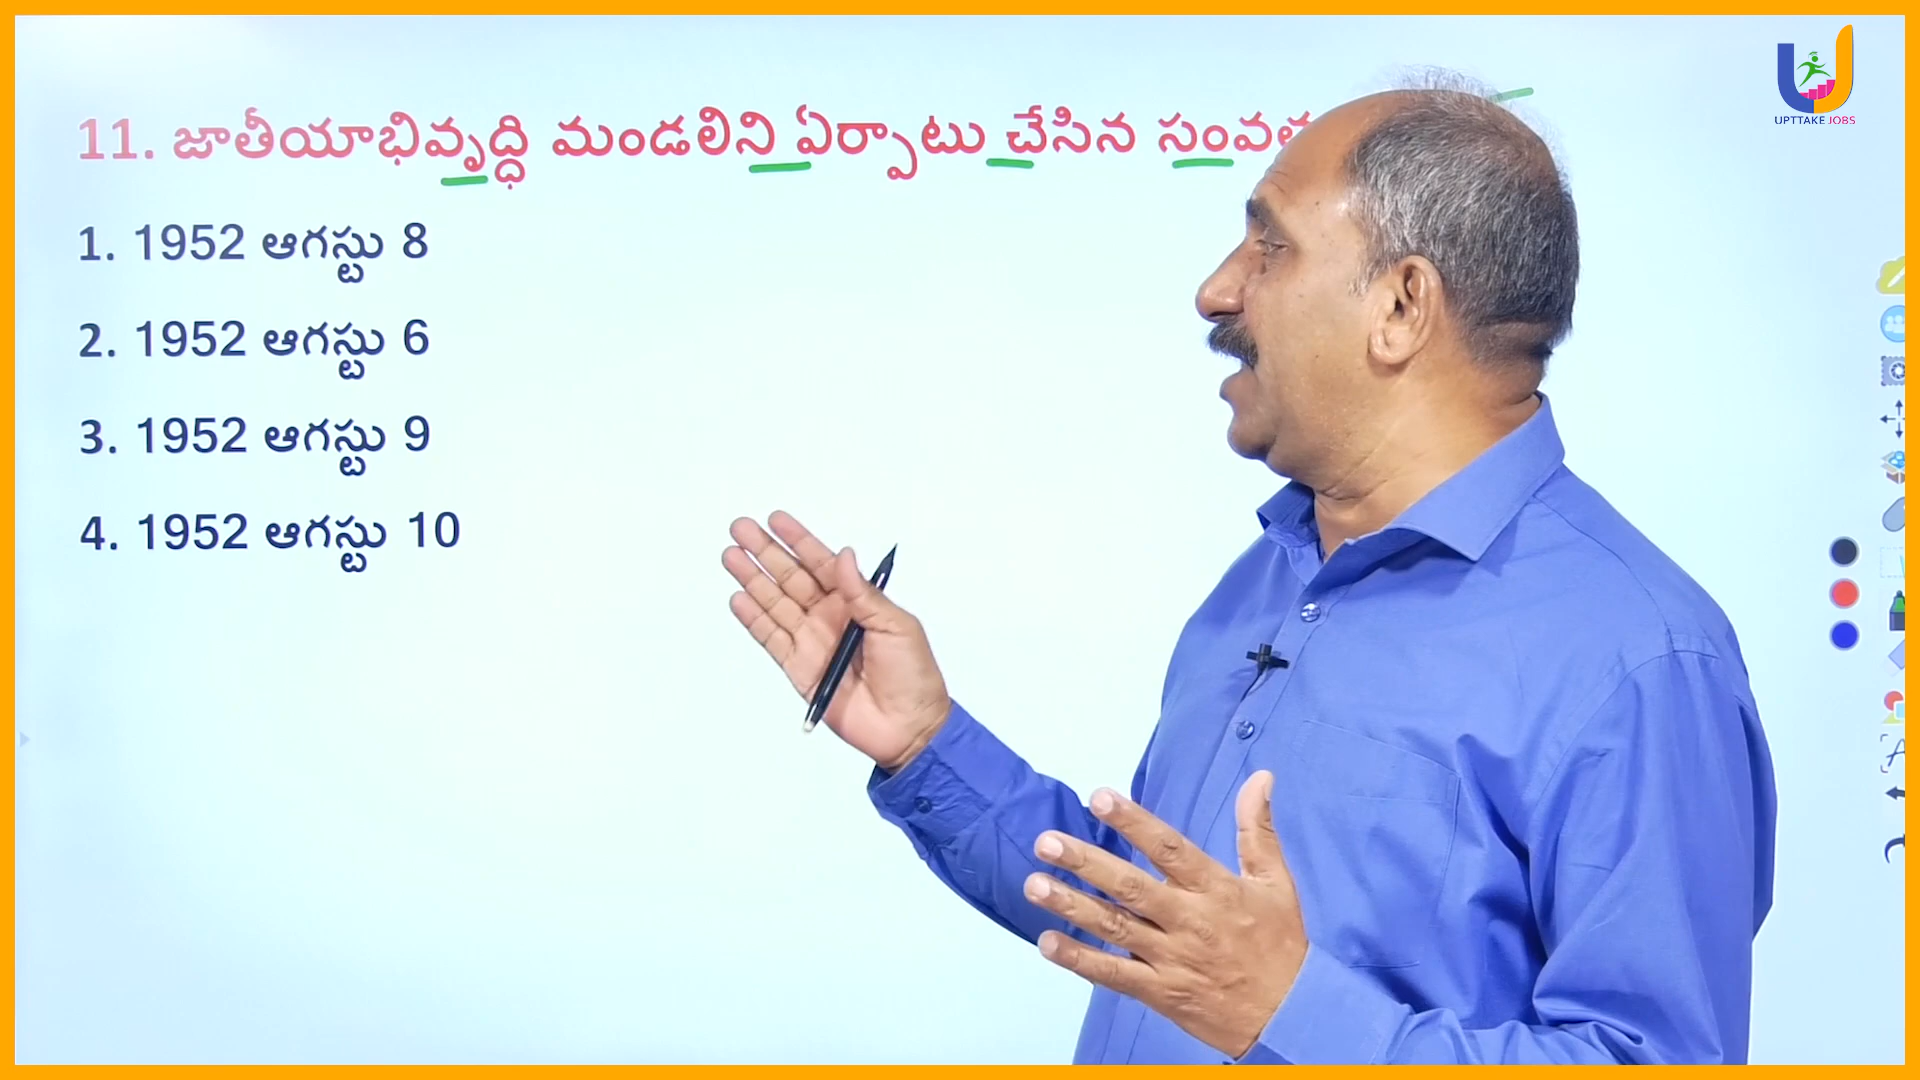 UPTTAKE JOBS
11. జాతీయాభివృద్ధి మండలిని ఏర్పాటు చేసిన
1. 1952 ఆగస్టు 8
2. 1952 ఆగస్టు 6
3. 1952 ఆగస్టు 9
4. 1952 ఆగస్టు 10